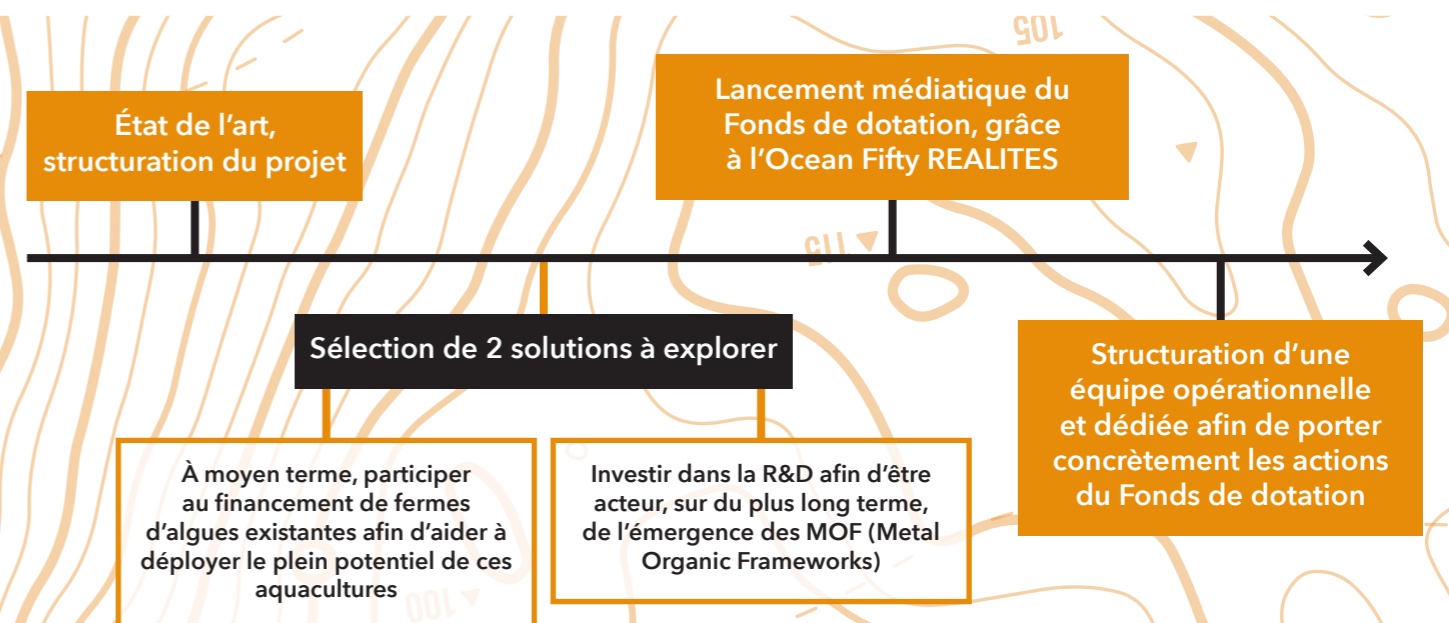 105
État de l'art,
structuration du projet
Lancement médiatique du
Fonds de dotation, grâce
à l'Ocean Fifty REALITES
115
Sélection de 2 solutions à explorer
À moyen terme, participer
au financement de fermes
d'algues existantes afin d'aider à
déployer le plein potentiel de ces
aquacultures
Investir dans la R&D afin d'être
acteur, sur du plus long terme,
de l'émergence des MOF (Metal
Organic Frameworks)
Structuration d'une
équipe opérationnelle
et dédiée afin de porter
concrètement les actions
du Fonds de dotation
100